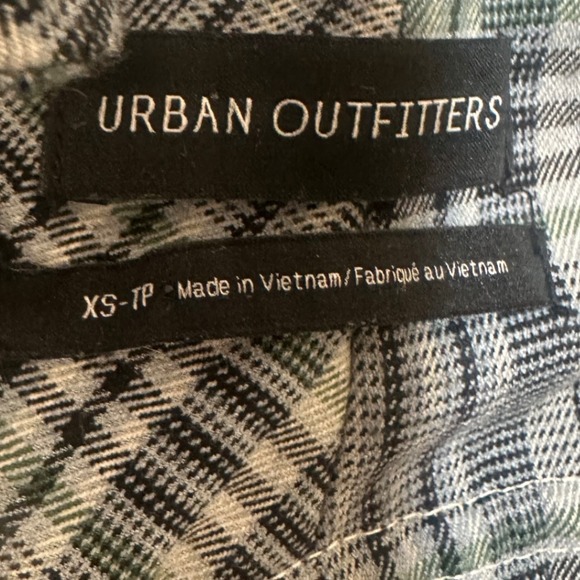 URBAN OUTFITTERS
XS-TP Made in Vietnam/Fabriqué au Vietnam